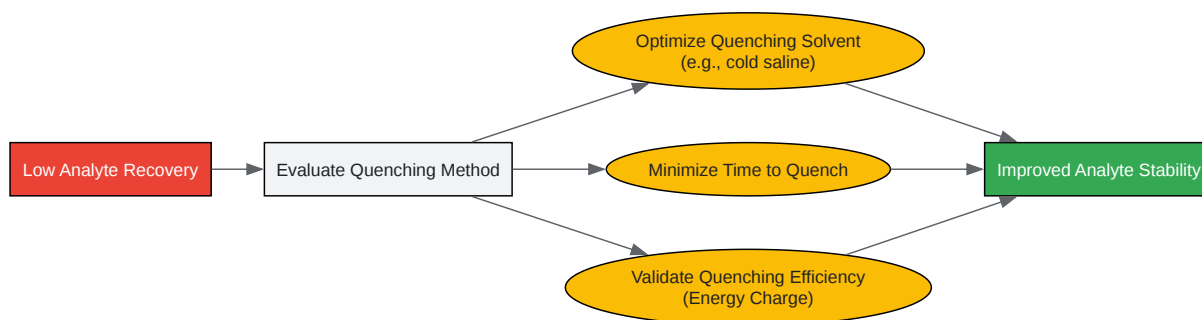 Low Analyte Recovery
Evaluate Quenching Method
Optimize Quenching Solvent
(e.g., cold saline)
Minimize Time to Quench
Validate Quenching Efficiency
(Energy Charge)
Improved Analyte Stability